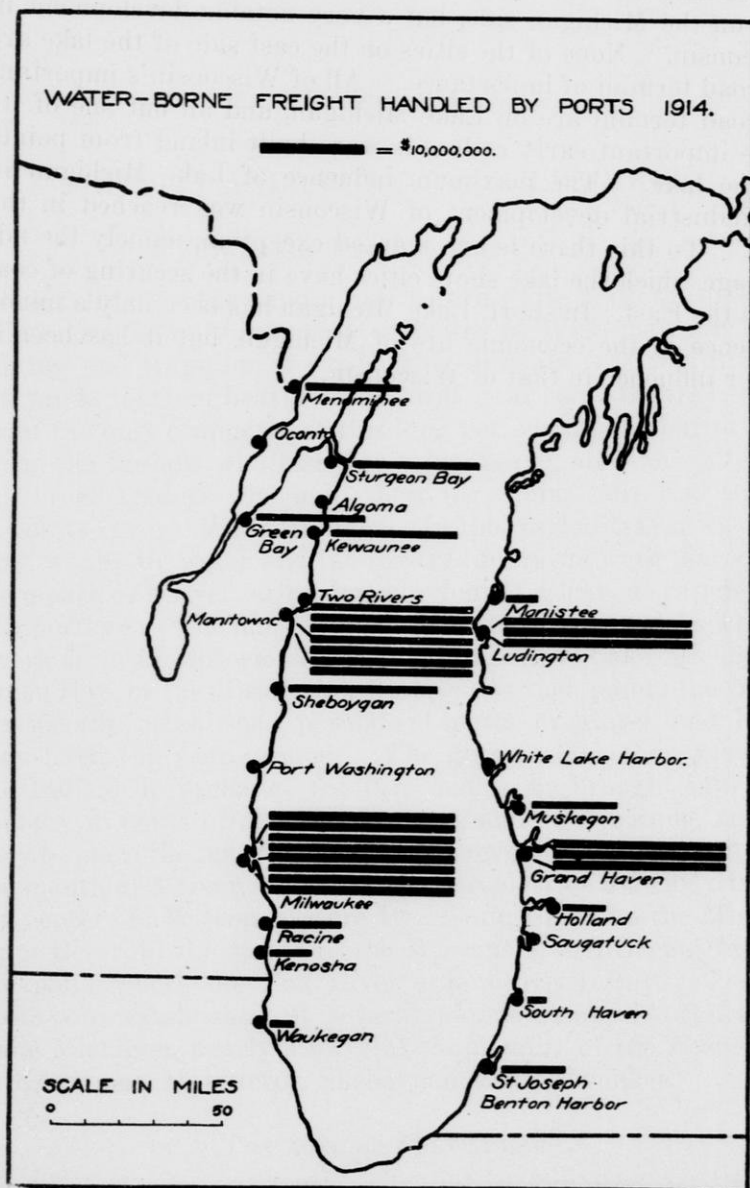 WATER-BORNE FREIGHT HANDLED BY PORTS 1914.
= $10,000,000.
Menominee
Oconto
Sturgeon Bay
Algoma
Green
Bay
Kewaunee
Two Rivers
Manitowoc
Manistee
Ludington
Sheboygan
Port Washington
White Lake Harbor.
Muskegon
Grand Haven
Milwaukee
Holland
Racine
Saugatuck
Kenosha
South Haven
Waukegan
St Joseph
Benton Harbor
SCALE IN MILES
0 50